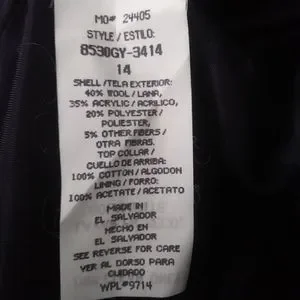 MO# 24405
STYLE / ESTILO:
8530GY-3414
14
SHELL /TELA EXTERIOR:
40% WOOL / LANA,
35% ACRYLIC / ACRILICO,
20% POLYESTER /
POLIESTER,
5% OTHER FIBERS /
OTRA FIBRAS.
TOP COLLAR /
CUELLO DE ARRIBA:
100% COTTON / ALGODON
LINING / FORRO:
100% ACETATE / ACETATO
MADE IN
EL SALVADOR
HECHO EN
EL SALVADOR
SEE REVERSE FOR CARE
VER AL DORSO PARA
CUIDADO
WPL#9714